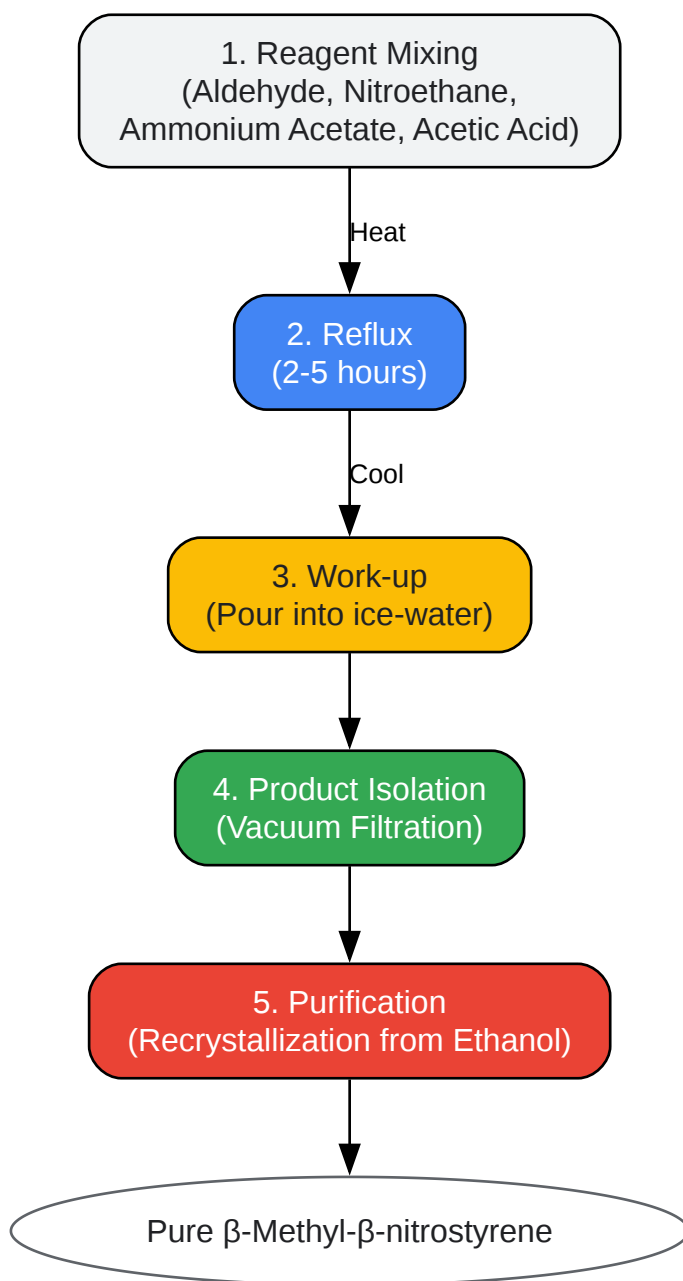 1. Reagent Mixing
(Aldehyde, Nitroethane,
Ammonium Acetate, Acetic Acid)
Heat
2. Reflux
(2-5 hours)
Cool
3. Work-up
(Pour into ice-water)
4. Product Isolation
(Vacuum Filtration)
5. Purification
(Recrystallization from Ethanol)
Pure β-Methyl-β-nitrostyrene